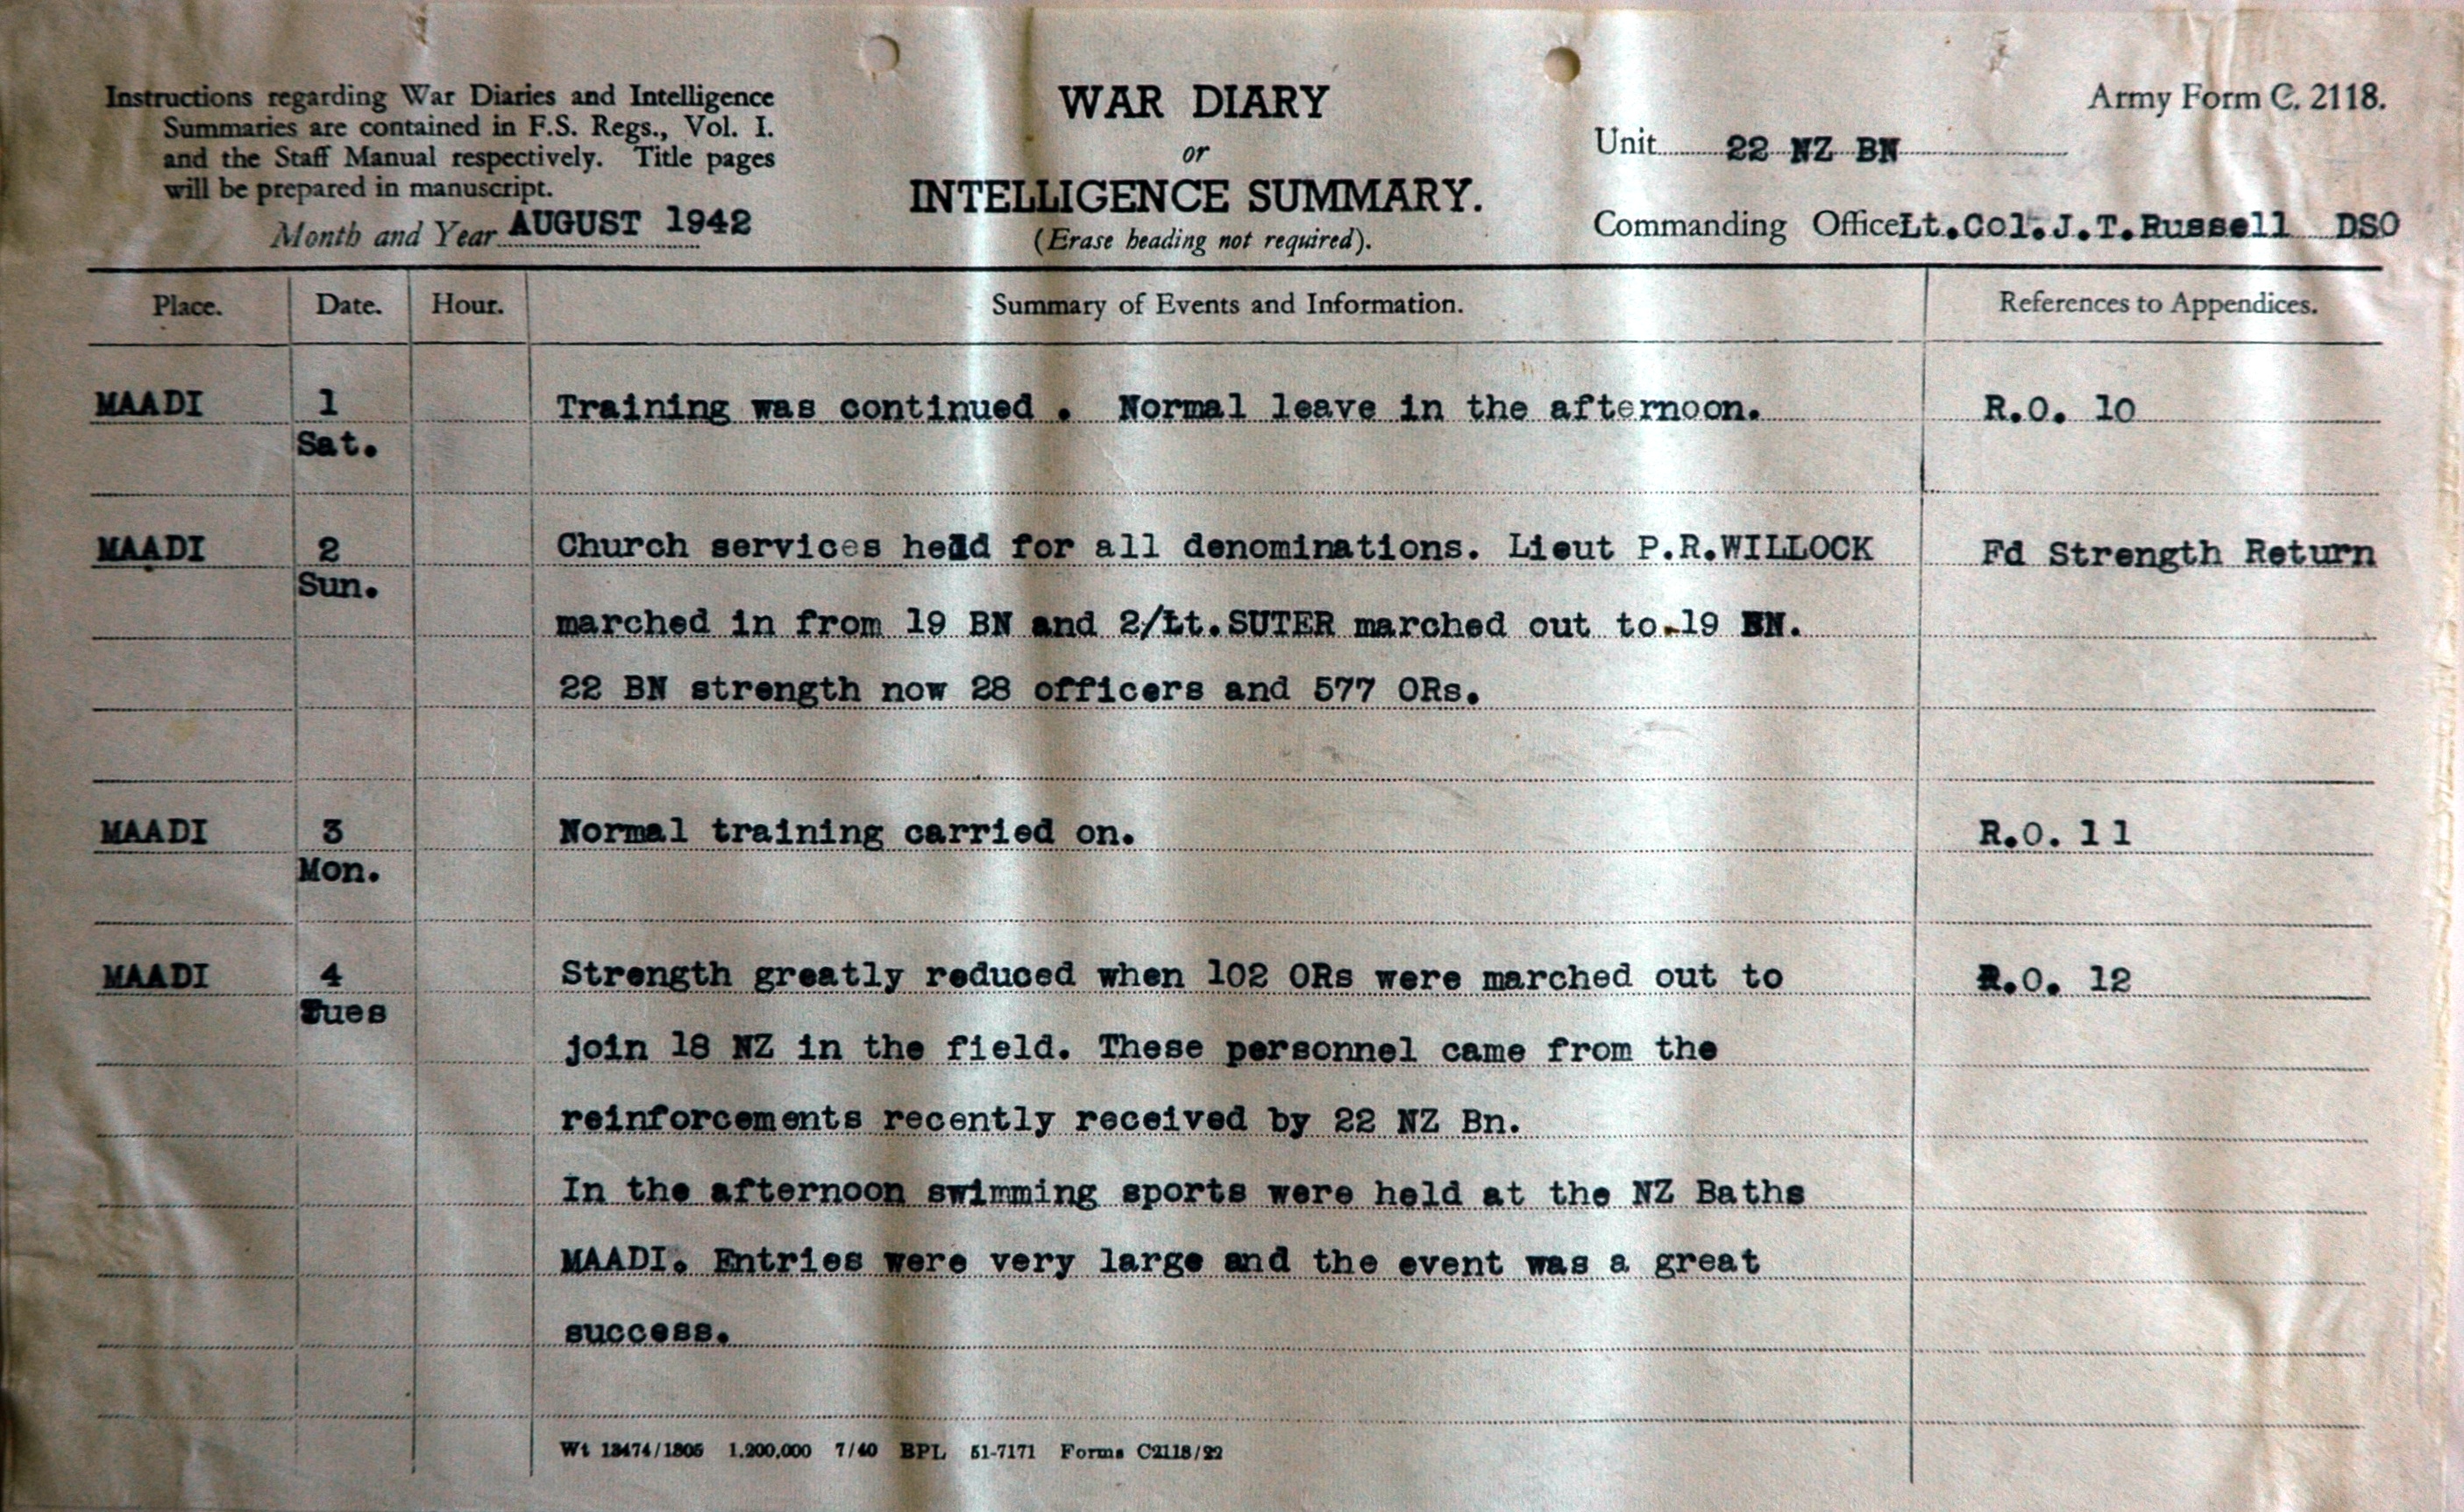 Instructions regarding War Diaries and Intelligence
Summaries are contained in F.S. Regs., Vol. I.
and the Staff Manual respectively. Title pages
will be prepared in manuscript.
Month and Year AUGUST 1942
WAR DIARY
or
INTELLIGENCE SUMMARY.
(Erase heading not required).
Army Form C. 2118.
Unit 22 NZ BN
Commanding Office Lt.Col.J.T.Russell DSO
Place. Date. Hour. Summary of Events and Information. References to Appendices.
MAADI 1 Training was continued . Normal leave in the afternoon. R.O. 10
Sat.
MAADI 2 Church services held for all denominations. Lieut P.R.WILLOCK Fd Strength Return
Sun.
marched in from 19 BN and 2/Lt.SUTER marched out to.19 BN.
22 BN strength now 28 officers and 577 ORs.
MAADI 3 Normal training carried on. R.O. 11
Mon.
MAADI 4 Strength greatly reduced when 102 ORs were marched out to R.O. 12
Tues
join 18 NZ in the field. These personnel came from the
reinforcements recently received by 22 NZ Bn.
In the afternoon swimming sports were held at the NZ Baths
MAADI. Entries were very large and the event was a great
success.
Wt 13474/1805 1,200,000 7/40 BPL 51-7171 Forms C2118/22